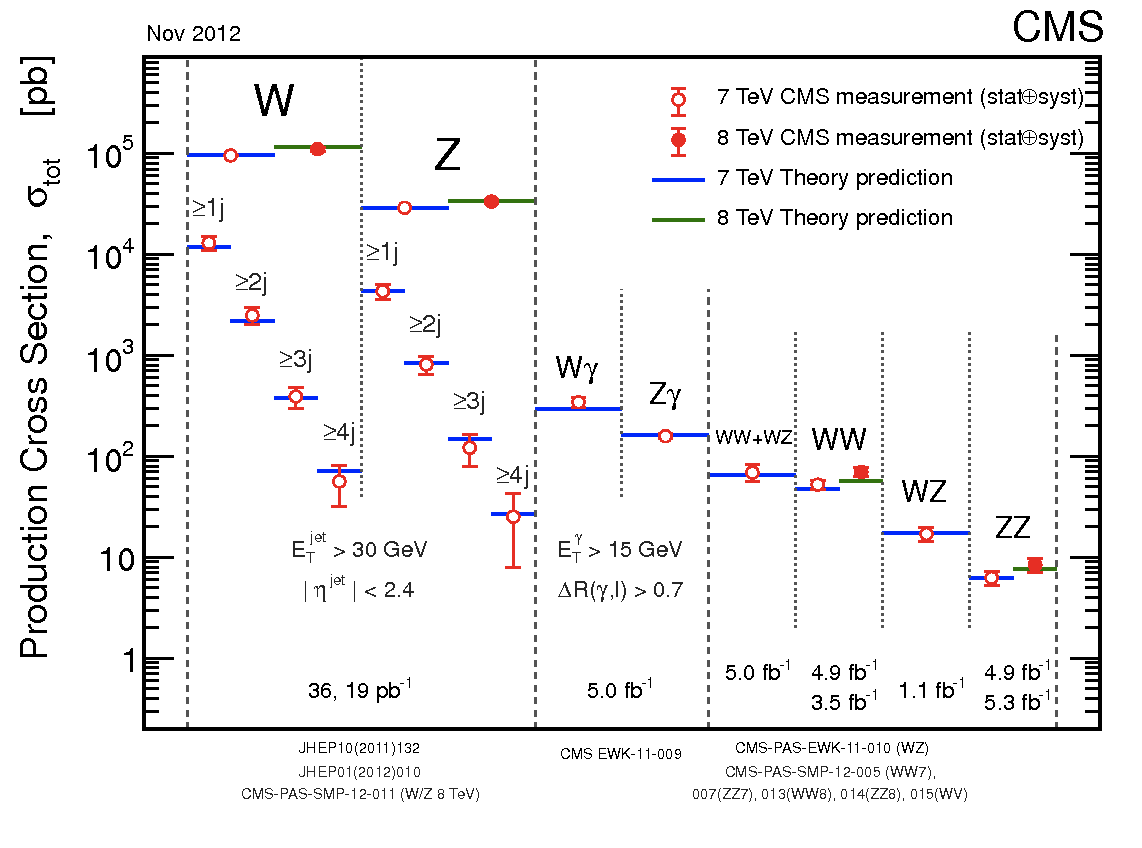 Nov 2012
CMS
Production Cross Section, σtot [pb]
10^5
10^4
10^3
10^2
10
1
W
Z
≥1j
≥2j
≥3j
≥4j
≥1j
≥2j
≥3j
≥4j
7 TeV CMS measurement (stat⊕syst)
8 TeV CMS measurement (stat⊕syst)
7 TeV Theory prediction
8 TeV Theory prediction
Wγ
Zγ
WW+WZ
WW
WZ
ZZ
E_T^jet > 30 GeV
| η^jet | < 2.4
E_T^γ > 15 GeV
ΔR(γ,l) > 0.7
36, 19 pb^-1
5.0 fb^-1
5.0 fb^-1
4.9 fb^-1
3.5 fb^-1
1.1 fb^-1
4.9 fb^-1
5.3 fb^-1
JHEP10(2011)132
JHEP01(2012)010
CMS-PAS-SMP-12-011 (W/Z 8 TeV)
CMS EWK-11-009
CMS-PAS-EWK-11-010 (WZ)
CMS-PAS-SMP-12-005 (WW7),
007(ZZ7), 013(WW8), 014(ZZ8), 015(WV)